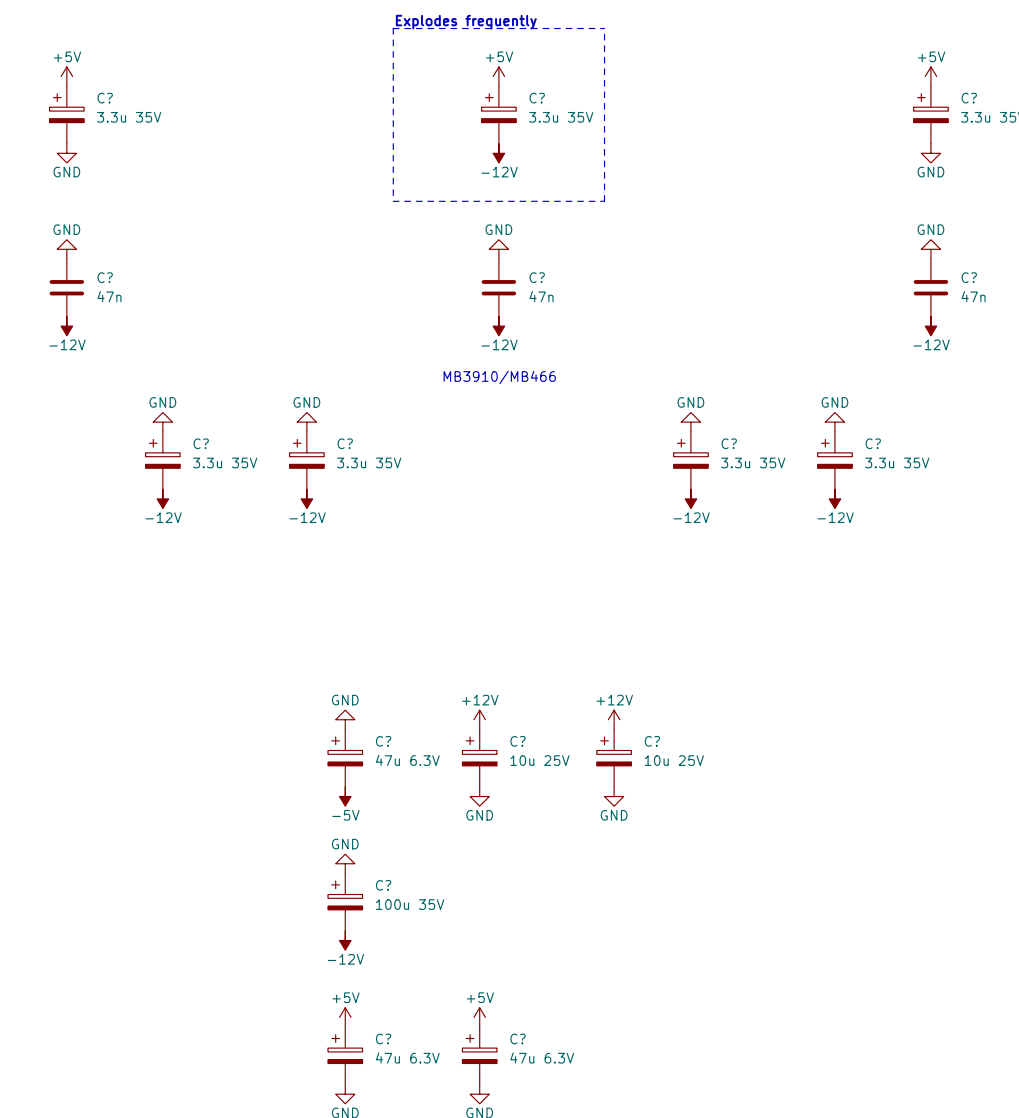 Explodes frequently
+5V +5V +5V
+ C? + C? + C?
3.3u 35V 3.3u 35V 3.3u 35V
GND -12V GND
GND GND GND
C? C? C?
47n 47n 47n
-12V -12V -12V
MB3910/MB466
GND GND GND GND
+ C? + C? + C? + C?
3.3u 35V 3.3u 35V 3.3u 35V 3.3u 35V
-12V -12V -12V -12V
GND +12V +12V
+ C? + C? + C?
47u 6.3V 10u 25V 10u 25V
-5V GND GND
GND
+ C?
100u 35V
-12V
+5V +5V
+ C? + C?
47u 6.3V 47u 6.3V
GND GND